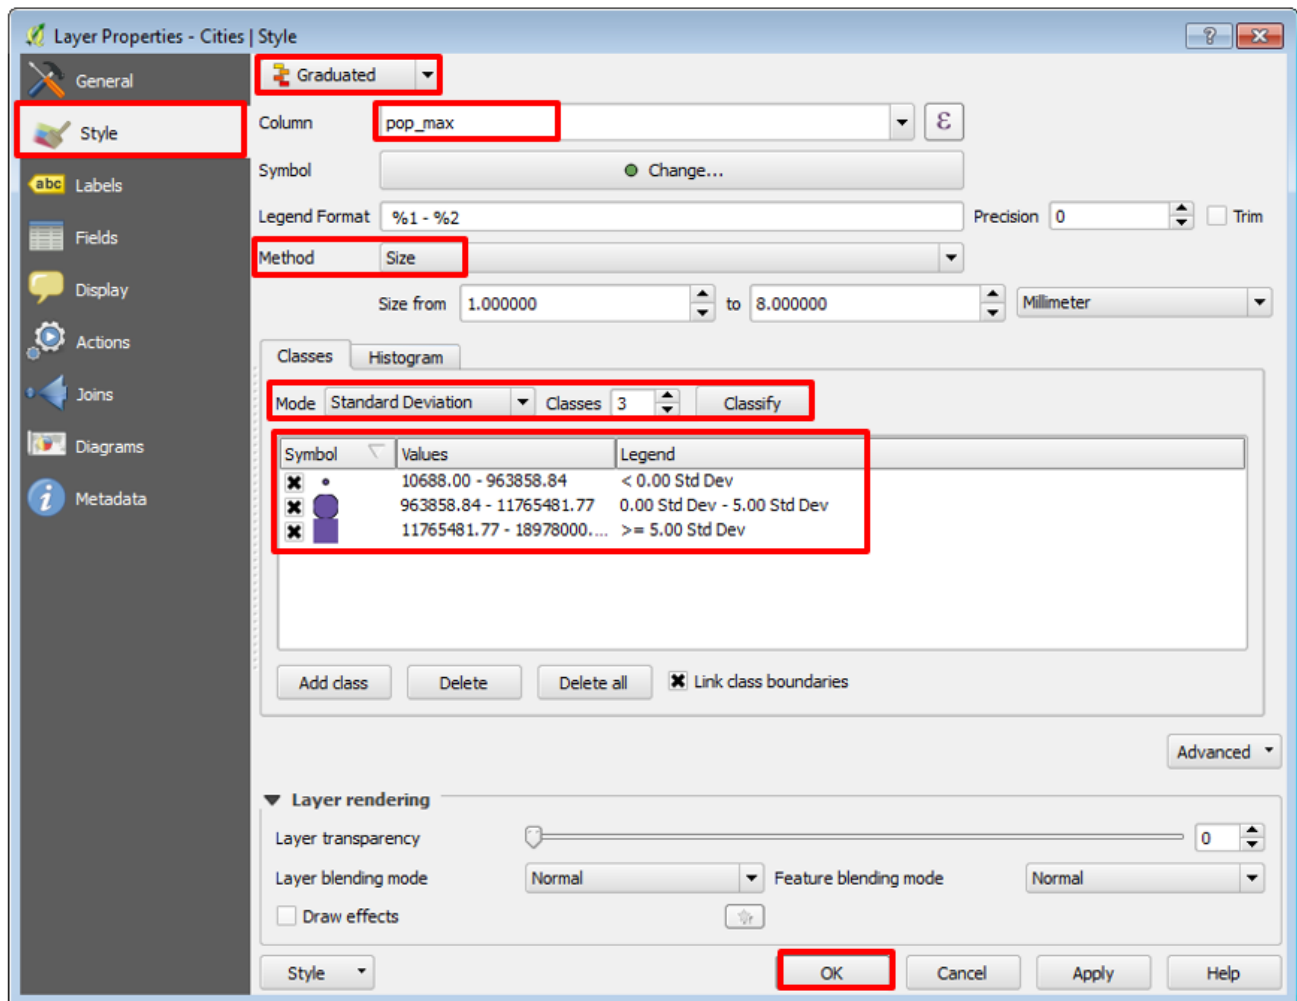 Layer Properties - Cities | Style
General
Style
Labels
Fields
Display
Actions
Joins
Diagrams
Metadata
Graduated
Column pop_max ε
Symbol Change...
Legend Format %1 - %2 Precision 0 Trim
Method Size
Size from 1.000000 to 8.000000 Millimeter
Classes Histogram
Mode Standard Deviation Classes 3 Classify
Symbol Values Legend
10688.00 - 963858.84 < 0.00 Std Dev
963858.84 - 11765481.77 0.00 Std Dev - 5.00 Std Dev
11765481.77 - 18978000.... >= 5.00 Std Dev
Add class Delete Delete all Link class boundaries
Advanced
Layer rendering
Layer transparency 0
Layer blending mode Normal Feature blending mode Normal
Draw effects
Style OK Cancel Apply Help
abc